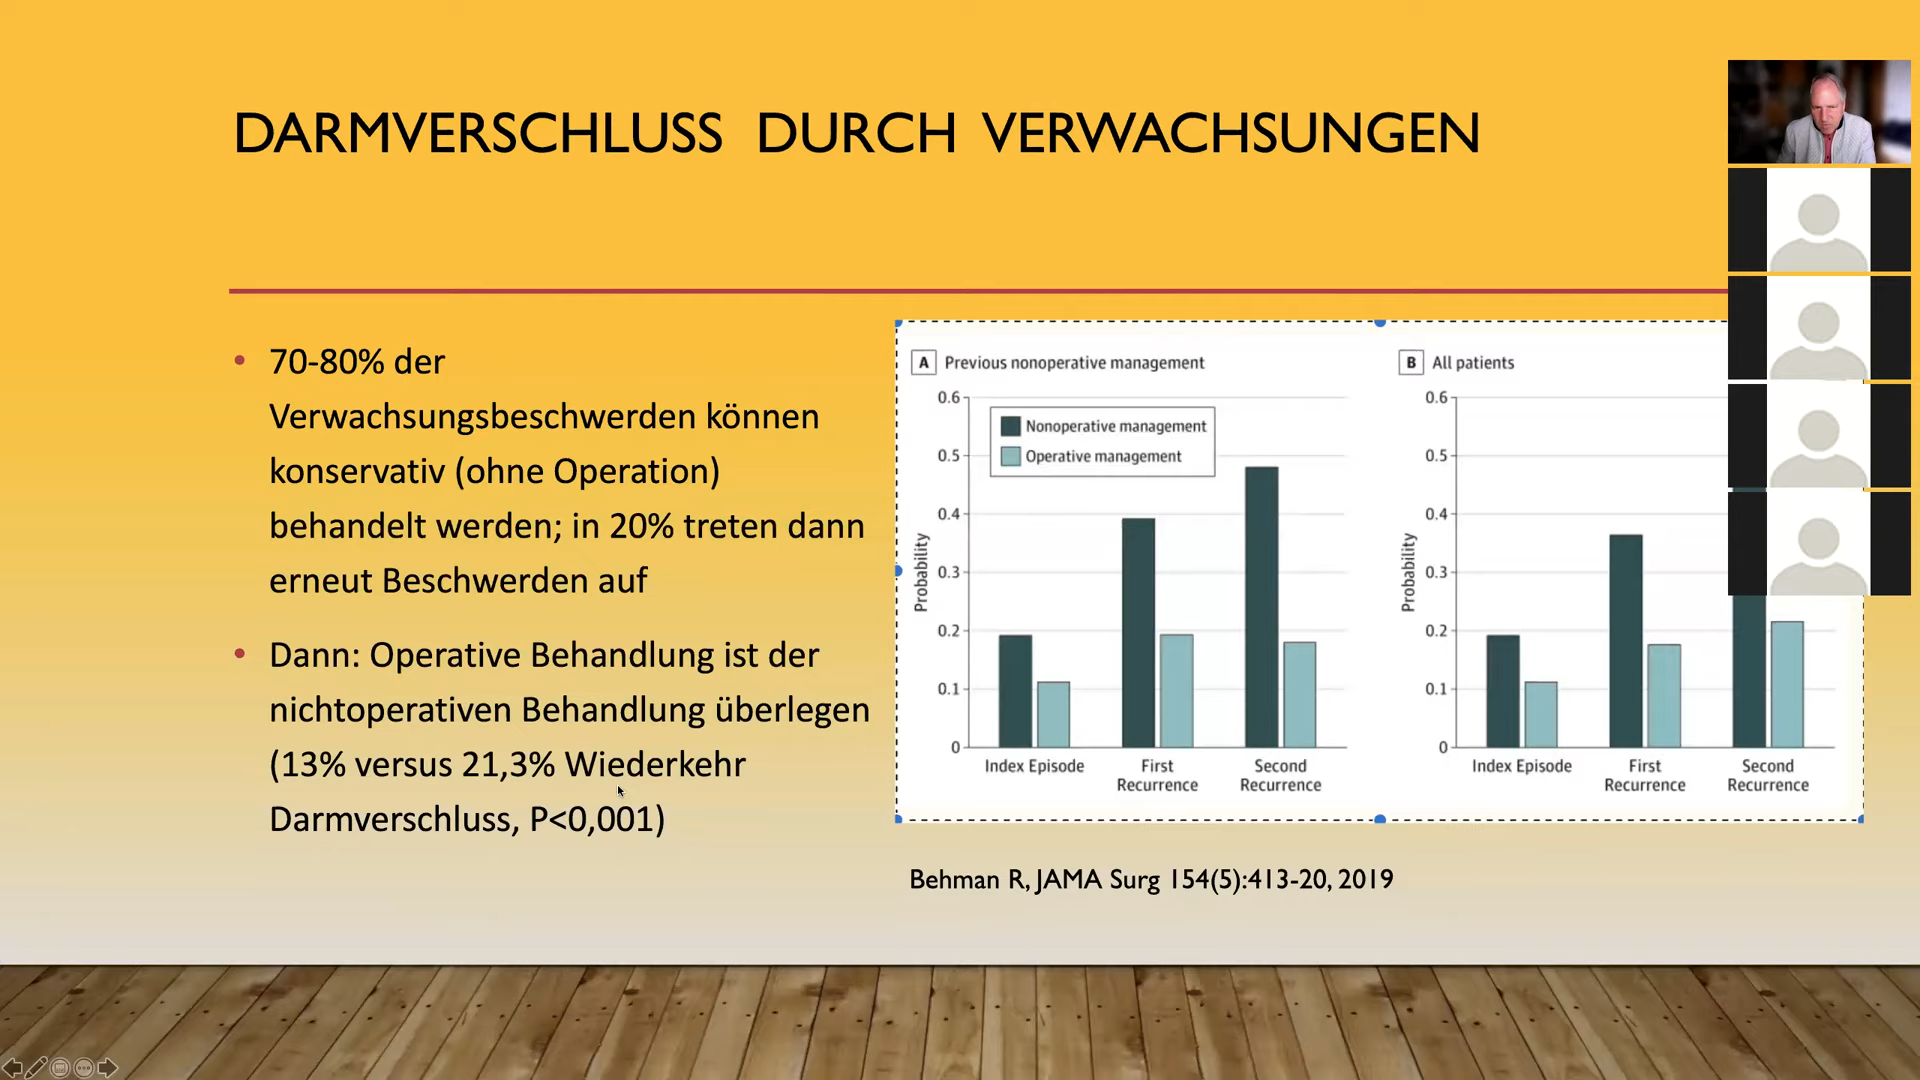 DARMVERSCHLUSS DURCH VERWACHSUNGEN
• 70-80% der
Verwachsungsbeschwerden können
konservativ (ohne Operation)
behandelt werden; in 20% treten dann
erneut Beschwerden auf
• Dann: Operative Behandlung ist der
nichtoperativen Behandlung überlegen
(13% versus 21,3% Wiederkehr
Darmverschluss, P<0,001)
A Previous nonoperative management
Nonoperative management
Operative management
Probability
0.6
0.5
0.4
0.3
0.2
0.1
0
Index Episode
First
Recurrence
Second
Recurrence
B All patients
Probability
0.6
0.5
0.4
0.3
0.2
0.1
0
Index Episode
First
Recurrence
Second
Recurrence
Behman R, JAMA Surg 154(5):413-20, 2019